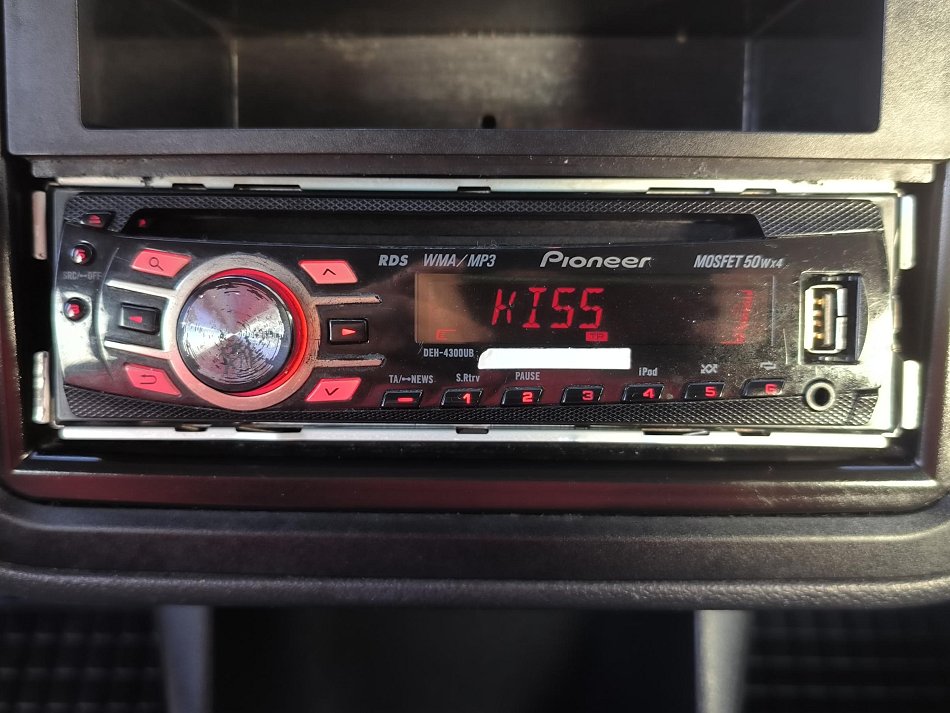 RDS WMA/MP3 Pioneer MOSFET 50Wx4
SRC/OFF
KISS
DEH-4300UB
TA/NEWS S.Rtrv PAUSE iPod
1 2 3 4 5 6